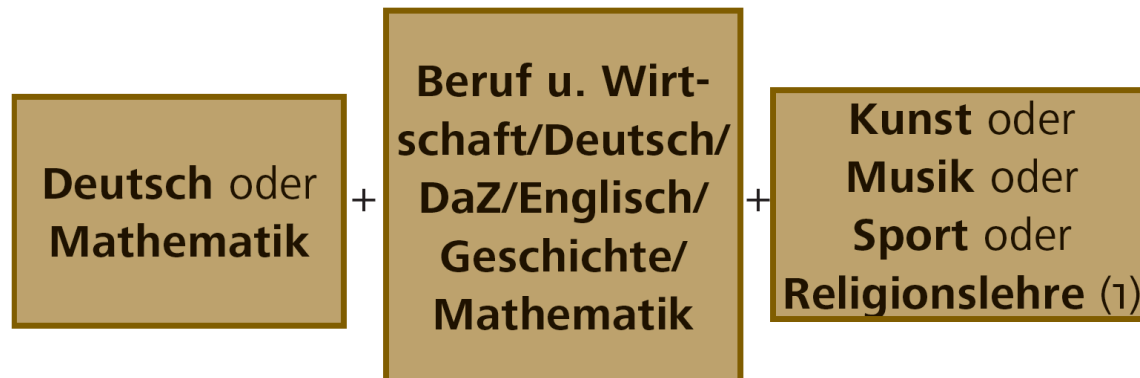 Deutsch oder
Mathematik
+
Beruf u. Wirt-
schaft/Deutsch/
DaZ/Englisch/
Geschichte/
Mathematik
+
Kunst oder
Musik oder
Sport oder
Religionslehre (1)